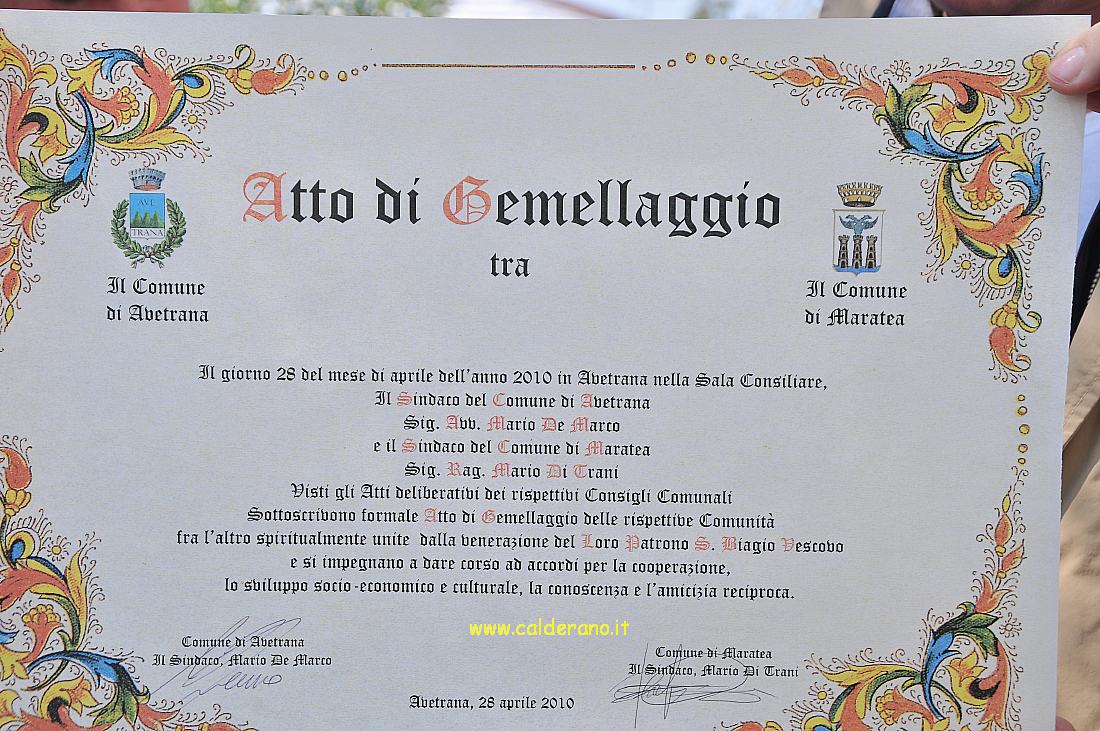 Atto di Gemellaggio
tra
AVE
TRANA
Il Comune
di Avetrana
Il Comune
di Maratea
Il giorno 28 del mese di aprile dell'anno 2010 in Avetrana nella Sala Consiliare,
Il Sindaco del Comune di Avetrana
Sig. Avv. Mario De Marco
e il Sindaco del Comune di Maratea
Sig. Rag. Mario Di Trani
Visti gli Atti deliberativi dei rispettivi Consigli Comunali
Sottoscrivono formale Atto di Gemellaggio delle rispettive Comunità
fra l'altro spiritualmente unite dalla venerazione del Loro Patrono S. Biagio Vescovo
e si impegnano a dare corso ad accordi per la cooperazione,
lo sviluppo socio-economico e culturale, la conoscenza e l'amicizia reciproca.
www.calderano.it
Comune di Avetrana
Il Sindaco, Mario De Marco
Comune di Maratea
Il Sindaco, Mario Di Trani
Avetrana, 28 aprile 2010